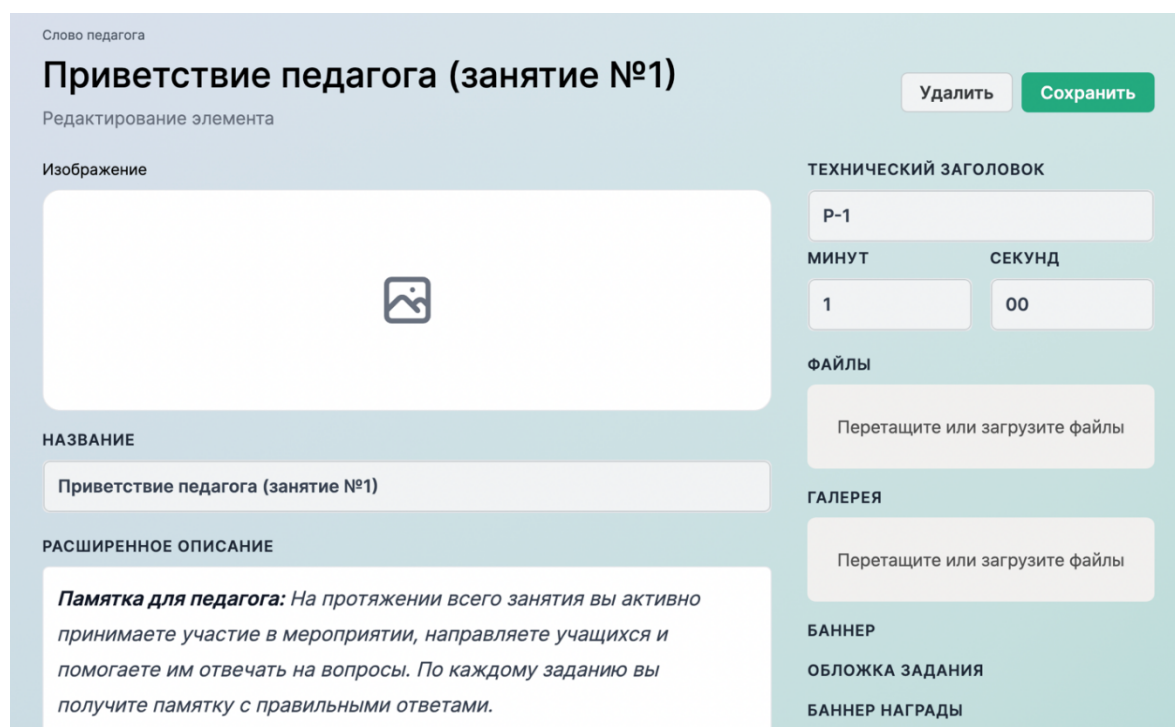 Слово педагога
Приветствие педагога (занятие №1)
Редактирование элемента
Удалить
Сохранить
Изображение
НАЗВАНИЕ
Приветствие педагога (занятие №1)
РАСШИРЕННОЕ ОПИСАНИЕ
Памятка для педагога: На протяжении всего занятия вы активно
принимаете участие в мероприятии, направляете учащихся и
помогаете им отвечать на вопросы. По каждому заданию вы
получите памятку с правильными ответами.
ТЕХНИЧЕСКИЙ ЗАГОЛОВОК
P-1
МИНУТ СЕКУНД
1 00
ФАЙЛЫ
Перетащите или загрузите файлы
ГАЛЕРЕЯ
Перетащите или загрузите файлы
БАННЕР
ОБЛОЖКА ЗАДАНИЯ
БАННЕР НАГРАДЫ